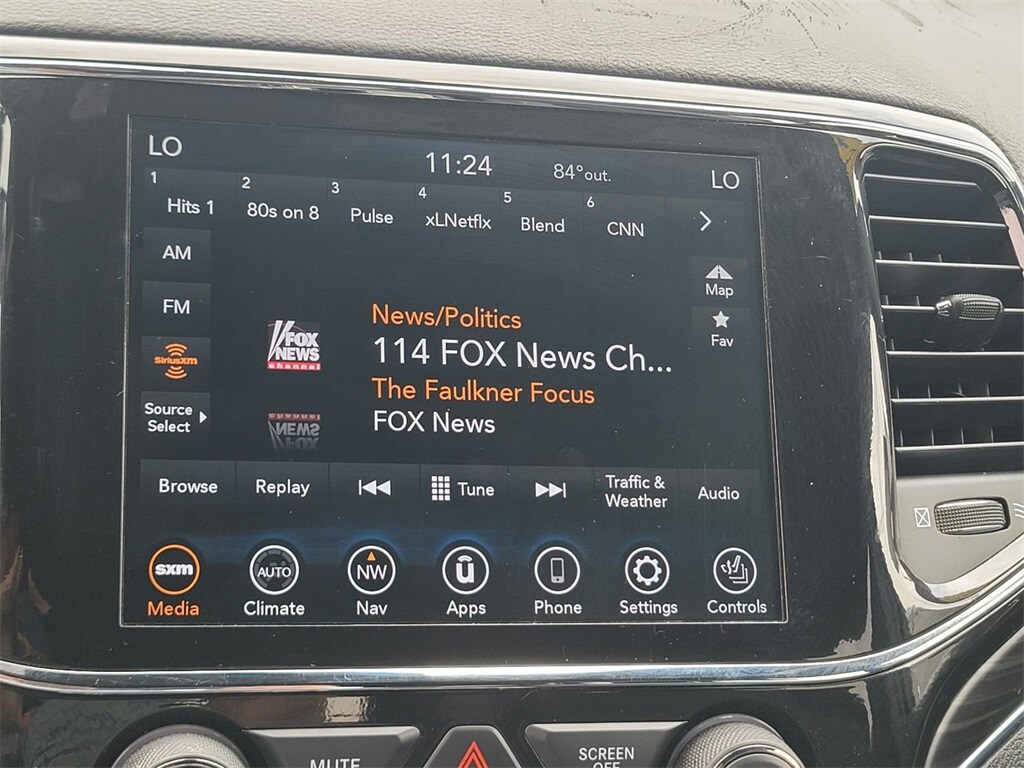 LO
11:24
84° out.
LO
1
Hits 1
2
80s on 8
3
Pulse
4
xLNetflx
5
Blend
6
CNN
AM
FM
SiriusXM
Source
Select
Map
Fav
FOX
NEWS
channel
News/Politics
114 FOX News Ch...
The Faulkner Focus
FOX News
Browse
Replay
Tune
Traffic &
Weather
Audio
sxm
Media
AUTO
Climate
NW
Nav
Apps
Phone
Settings
Controls
MUTE
SCREEN
OFF